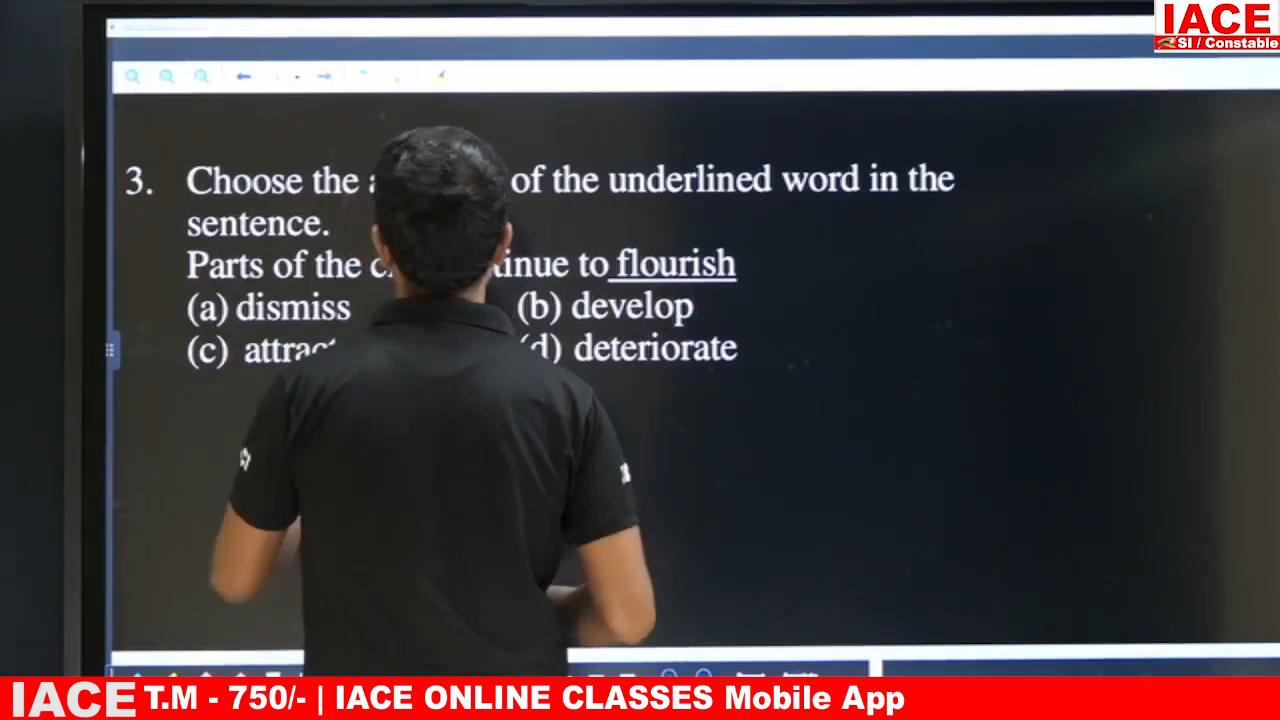 IACE
SI / Constable
3. Choose the of the underlined word in the
sentence.
Parts of the to flourish
(a) dismiss (b) develop
(c) (d) deteriorate
IACE T.M - 750/- | IACE ONLINE CLASSES Mobile App